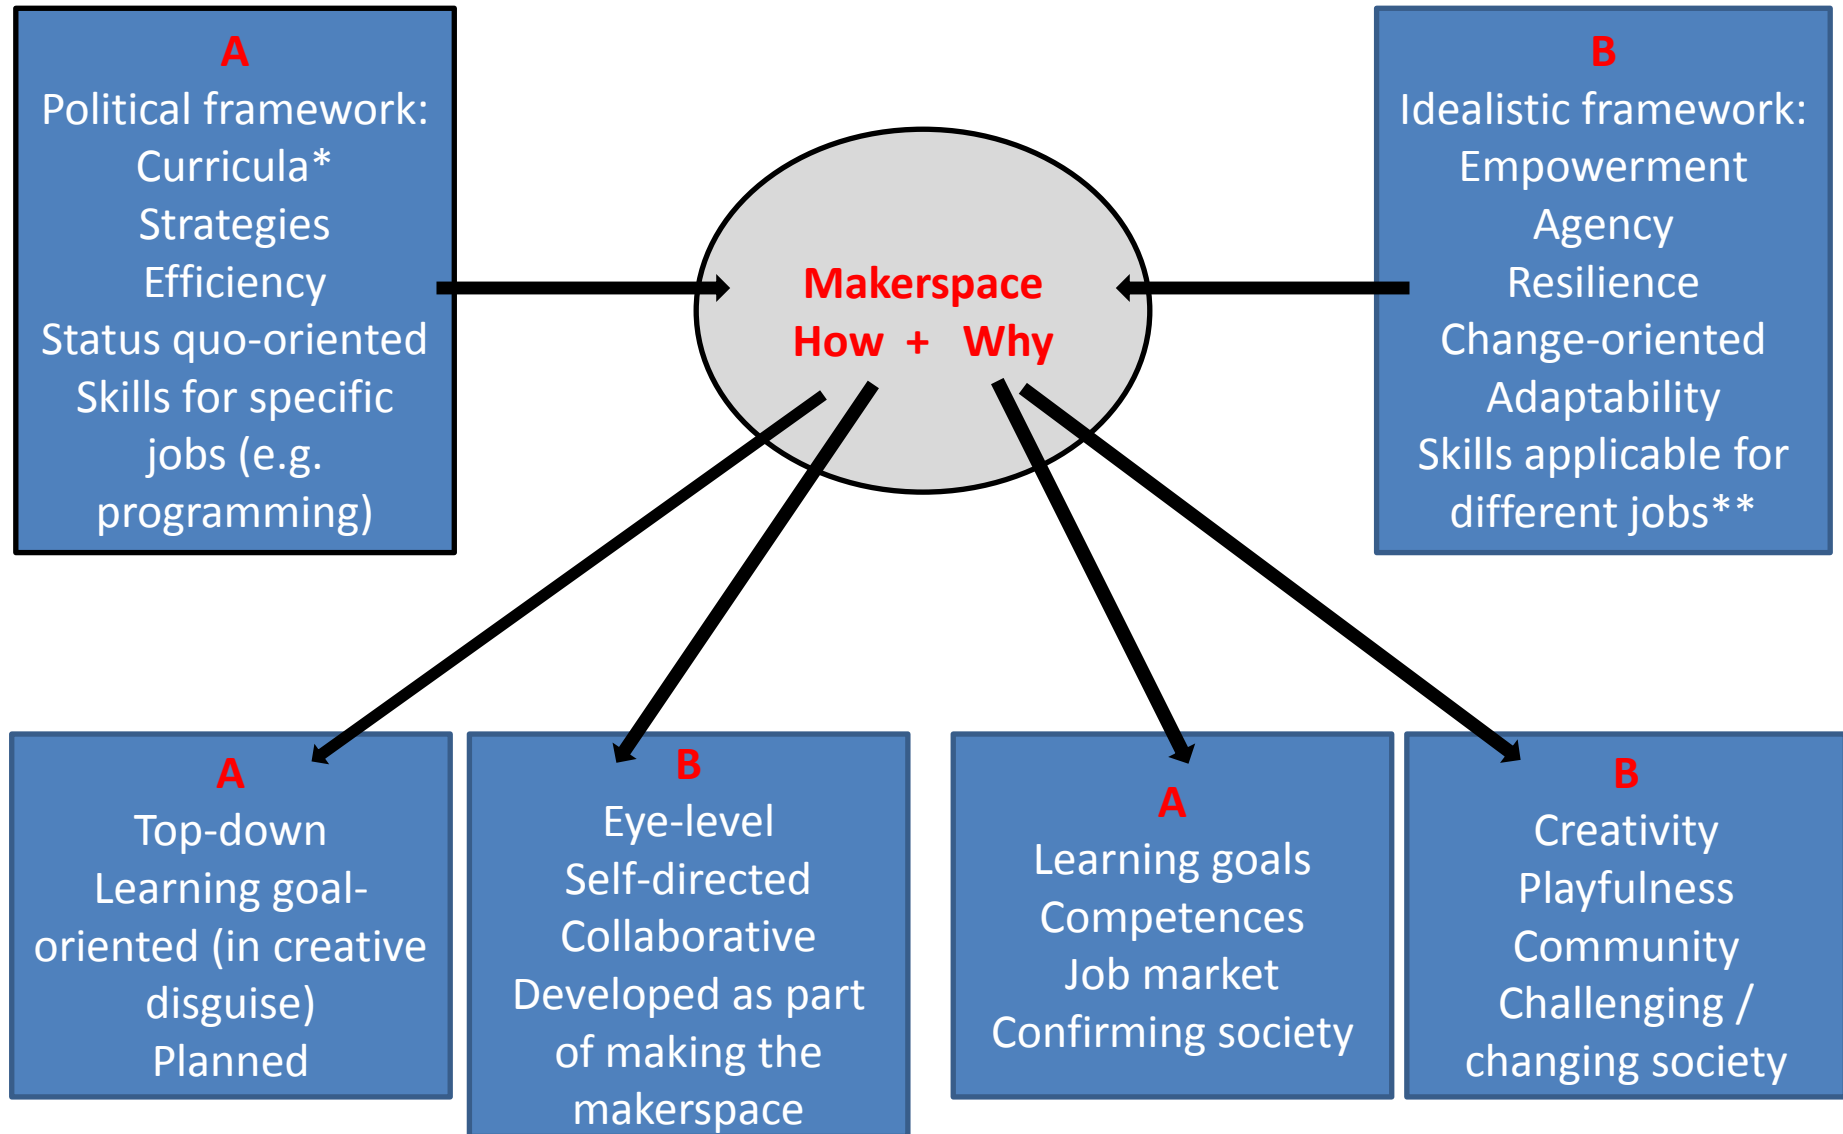 A
Political framework:
Curricula*
Strategies
Efficiency
Status quo-oriented
Skills for specific
jobs (e.g.
programming)
Makerspace
How + Why
B
Idealistic framework:
Empowerment
Agency
Resilience
Change-oriented
Adaptability
Skills applicable for
different jobs**
A
Top-down
Learning goal-
oriented (in creative
disguise)
Planned
B
Eye-level
Self-directed
Collaborative
Developed as part
of making the
makerspace
A
Learning goals
Competences
Job market
Confirming society
B
Creativity
Playfulness
Community
Challenging /
changing society